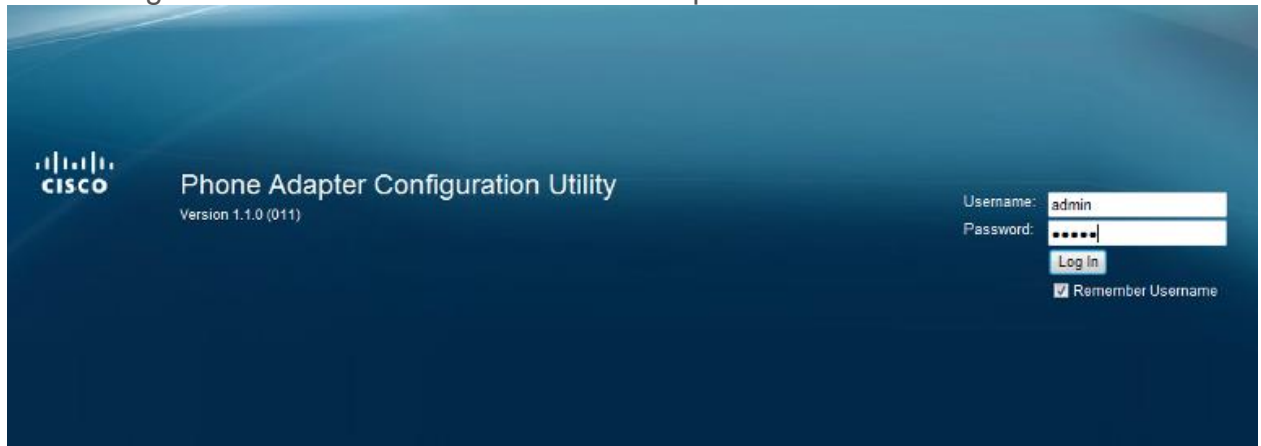 CISCO
Phone Adapter Configuration Utility
Version 1.1.0 (011)
Username: admin
Password: •••••
Log In
Remember Username